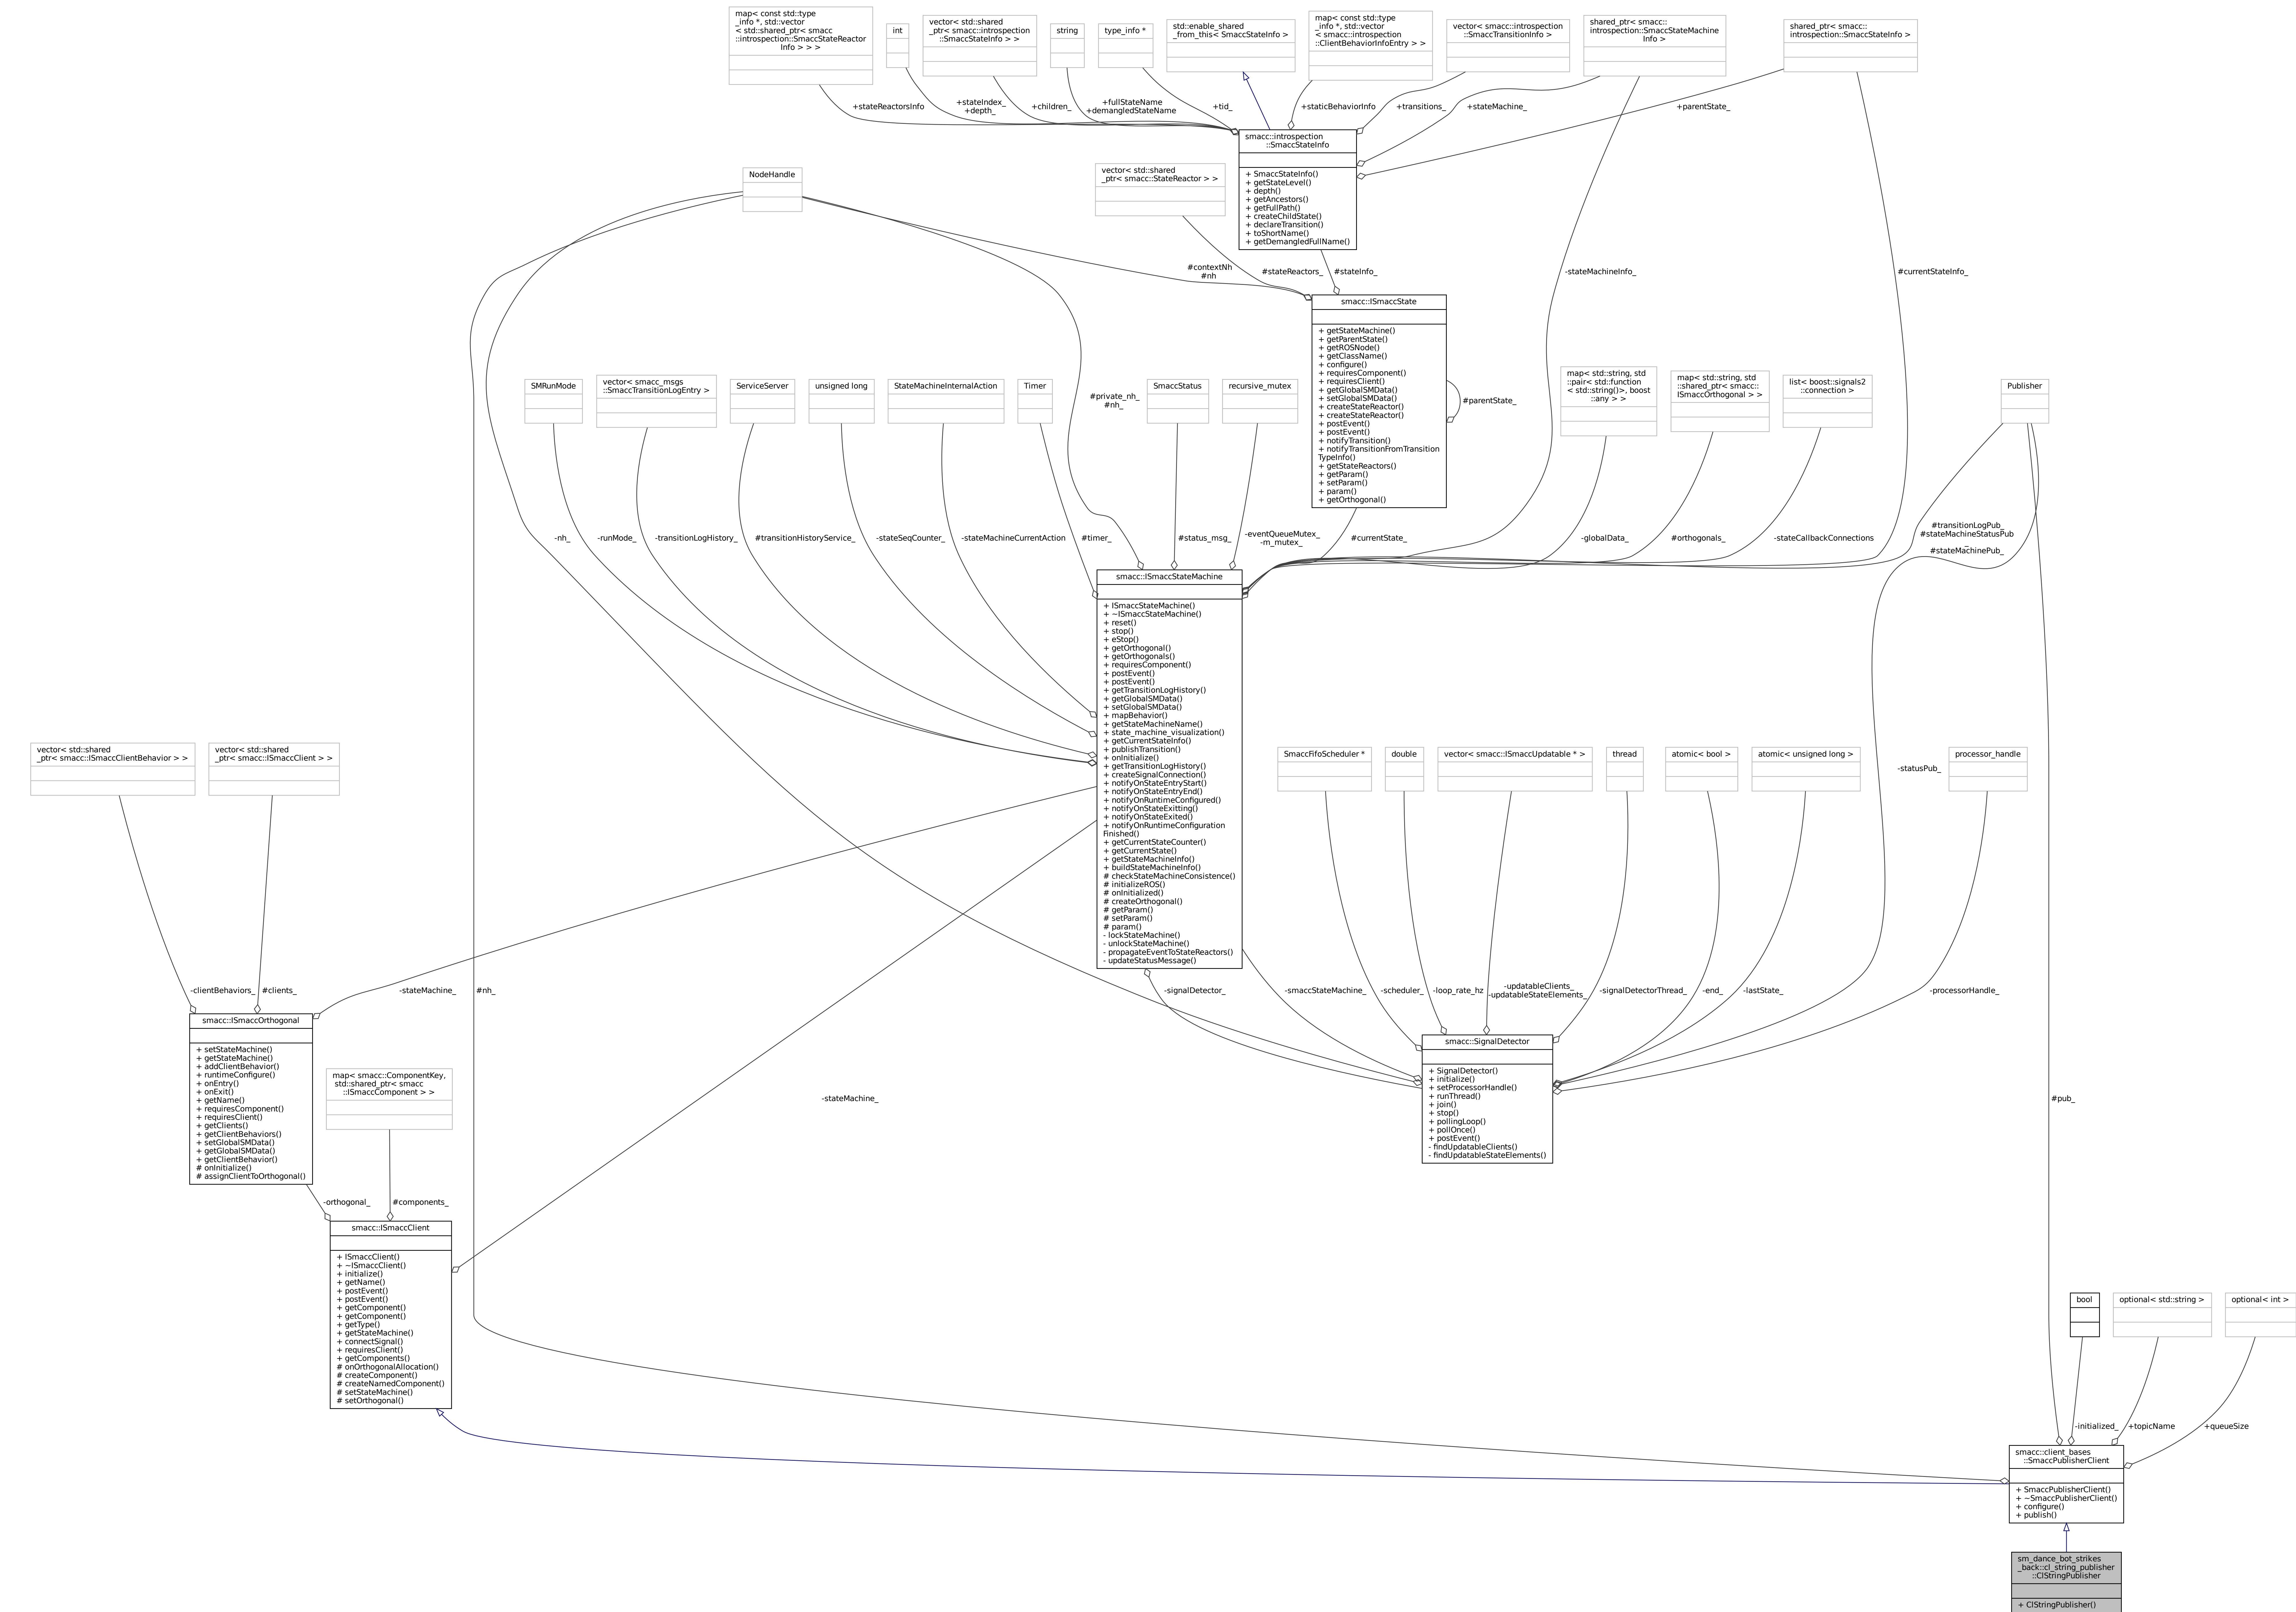 map< const std::type
_info *, std::vector
< std::shared_ptr< smacc
::introspection::SmaccStateReactor
Info > > >
int
vector< std::shared
_ptr< smacc::introspection
::SmaccStateInfo > >
string
type_info *
std::enable_shared
_from_this< SmaccStateInfo >
map< const std::type
_info *, std::vector
< smacc::introspection
::ClientBehaviorInfoEntry > >
vector< smacc::introspection
::SmaccTransitionInfo >
shared_ptr< smacc::
introspection::SmaccStateMachine
Info >
shared_ptr< smacc::
introspection::SmaccStateInfo >
+stateReactorsInfo
+stateIndex_
+depth_
+children_
+fullStateName
+demangledStateName
+tid_
+staticBehaviorInfo
+transitions_
+stateMachine_
+parentState_
smacc::introspection
::SmaccStateInfo
+ SmaccStateInfo()
+ getStateLevel()
+ depth()
+ getAncestors()
+ getFullPath()
+ createChildState()
+ declareTransition()
+ toShortName()
+ getDemangledFullName()
NodeHandle
vector< std::shared
_ptr< smacc::StateReactor > >
#contextNh
#nh
#stateReactors_
#stateInfo_
-stateMachineInfo_
#currentStateInfo_
smacc::ISmaccState
+ getStateMachine()
+ getParentState()
+ getROSNode()
+ getClassName()
+ configure()
+ requiresComponent()
+ requiresClient()
+ getGlobalSMData()
+ setGlobalSMData()
+ createStateReactor()
+ createStateReactor()
+ postEvent()
+ postEvent()
+ notifyTransition()
+ notifyTransitionFromTransition
TypeInfo()
+ getStateReactors()
+ getParam()
+ setParam()
+ param()
+ getOrthogonal()
#parentState_
SMRunMode
vector< smacc_msgs
::SmaccTransitionLogEntry >
ServiceServer
unsigned long
StateMachineInternalAction
Timer
#private_nh_
#nh_
SmaccStatus
recursive_mutex
map< std::string, std
::pair< std::function
< std::string()>, boost
::any > >
map< std::string, std
::shared_ptr< smacc::
ISmaccOrthogonal > >
list< boost::signals2
::connection >
Publisher
-nh_
-runMode_
-transitionLogHistory_
#transitionHistoryService_
-stateSeqCounter_
-stateMachineCurrentAction
#timer_
#status_msg_
-eventQueueMutex_
-m_mutex_
#currentState_
-globalData_
#orthogonals_
-stateCallbackConnections
#transitionLogPub_
#stateMachineStatusPub
_
#stateMachinePub_
smacc::ISmaccStateMachine
+ ISmaccStateMachine()
+ ~ISmaccStateMachine()
+ reset()
+ stop()
+ eStop()
+ getOrthogonal()
+ getOrthogonals()
+ requiresComponent()
+ postEvent()
+ postEvent()
+ getTransitionLogHistory()
+ getGlobalSMData()
+ setGlobalSMData()
+ mapBehavior()
+ getStateMachineName()
+ state_machine_visualization()
+ getCurrentStateInfo()
+ publishTransition()
+ onInitialize()
+ getTransitionLogHistory()
+ createSignalConnection()
+ notifyOnStateEntryStart()
+ notifyOnStateEntryEnd()
+ notifyOnRuntimeConfigured()
+ notifyOnStateExitting()
+ notifyOnStateExited()
+ notifyOnRuntimeConfiguration
Finished()
+ getCurrentStateCounter()
+ getCurrentState()
+ getStateMachineInfo()
+ buildStateMachineInfo()
# checkStateMachineConsistence()
# initializeROS()
# onInitialized()
# createOrthogonal()
# getParam()
# setParam()
# param()
- lockStateMachine()
- unlockStateMachine()
- propagateEventToStateReactors()
- updateStatusMessage()
vector< std::shared
_ptr< smacc::ISmaccClientBehavior > >
vector< std::shared
_ptr< smacc::ISmaccClient > >
SmaccFifoScheduler *
double
vector< smacc::ISmaccUpdatable * >
thread
atomic< bool >
atomic< unsigned long >
-statusPub_
processor_handle
-clientBehaviors_
#clients_
-stateMachine_
#nh_
-signalDetector_
-smaccStateMachine_
-scheduler_
-loop_rate_hz
-updatableClients_
-updatableStateElements_
-signalDetectorThread_
-end_
-lastState_
-processorHandle_
smacc::ISmaccOrthogonal
+ setStateMachine()
+ getStateMachine()
+ addClientBehavior()
+ runtimeConfigure()
+ onEntry()
+ onExit()
+ getName()
+ requiresComponent()
+ requiresClient()
+ getClients()
+ getClientBehaviors()
+ setGlobalSMData()
+ getGlobalSMData()
+ getClientBehavior()
# onInitialize()
# assignClientToOrthogonal()
smacc::SignalDetector
+ SignalDetector()
+ initialize()
+ setProcessorHandle()
+ runThread()
+ join()
+ stop()
+ pollingLoop()
+ pollOnce()
+ postEvent()
- findUpdatableClients()
- findUpdatableStateElements()
map< smacc::ComponentKey,
std::shared_ptr< smacc
::ISmaccComponent > >
-stateMachine_
#pub_
-orthogonal_
#components_
smacc::ISmaccClient
+ ISmaccClient()
+ ~ISmaccClient()
+ initialize()
+ getName()
+ postEvent()
+ postEvent()
+ getComponent()
+ getComponent()
+ getType()
+ getStateMachine()
+ connectSignal()
+ requiresClient()
+ getComponents()
# onOrthogonalAllocation()
# createComponent()
# createNamedComponent()
# setStateMachine()
# setOrthogonal()
bool
optional< std::string >
optional< int >
-initialized_
+topicName
+queueSize
smacc::client_bases
::SmaccPublisherClient
+ SmaccPublisherClient()
+ ~SmaccPublisherClient()
+ configure()
+ publish()
sm_dance_bot_strikes
_back::cl_string_publisher
::ClStringPublisher
+ ClStringPublisher()